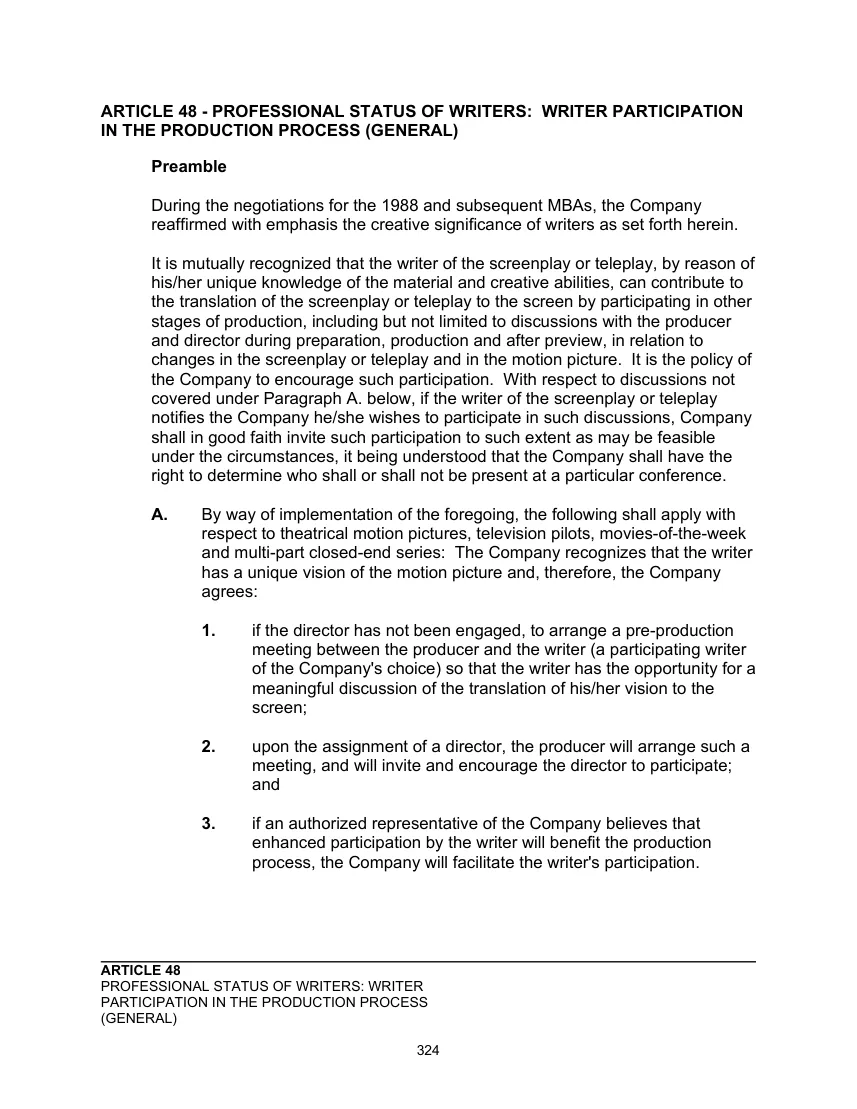 ARTICLE 48 - PROFESSIONAL STATUS OF WRITERS:  WRITER PARTICIPATION
IN THE PRODUCTION PROCESS (GENERAL)
Preamble
During the negotiations for the 1988 and subsequent MBAs, the Company
reaffirmed with emphasis the creative significance of writers as set forth herein.
It is mutually recognized that the writer of the screenplay or teleplay, by reason of
his/her unique knowledge of the material and creative abilities, can contribute to
the translation of the screenplay or teleplay to the screen by participating in other
stages of production, including but not limited to discussions with the producer
and director during preparation, production and after preview, in relation to
changes in the screenplay or teleplay and in the motion picture.  It is the policy of
the Company to encourage such participation.  With respect to discussions not
covered under Paragraph A. below, if the writer of the screenplay or teleplay
notifies the Company he/she wishes to participate in such discussions, Company
shall in good faith invite such participation to such extent as may be feasible
under the circumstances, it being understood that the Company shall have the
right to determine who shall or shall not be present at a particular conference.
A. By way of implementation of the foregoing, the following shall apply with
respect to theatrical motion pictures, television pilots, movies-of-the-week
and multi-part closed-end series:  The Company recognizes that the writer
has a unique vision of the motion picture and, therefore, the Company
agrees:
1. if the director has not been engaged, to arrange a pre-production
meeting between the producer and the writer (a participating writer
of the Company's choice) so that the writer has the opportunity for a
meaningful discussion of the translation of his/her vision to the
screen;
2. upon the assignment of a director, the producer will arrange such a
meeting, and will invite and encourage the director to participate;
and
3. if an authorized representative of the Company believes that
enhanced participation by the writer will benefit the production
process, the Company will facilitate the writer's participation.
ARTICLE 48
PROFESSIONAL STATUS OF WRITERS: WRITER
PARTICIPATION IN THE PRODUCTION PROCESS
(GENERAL)
324